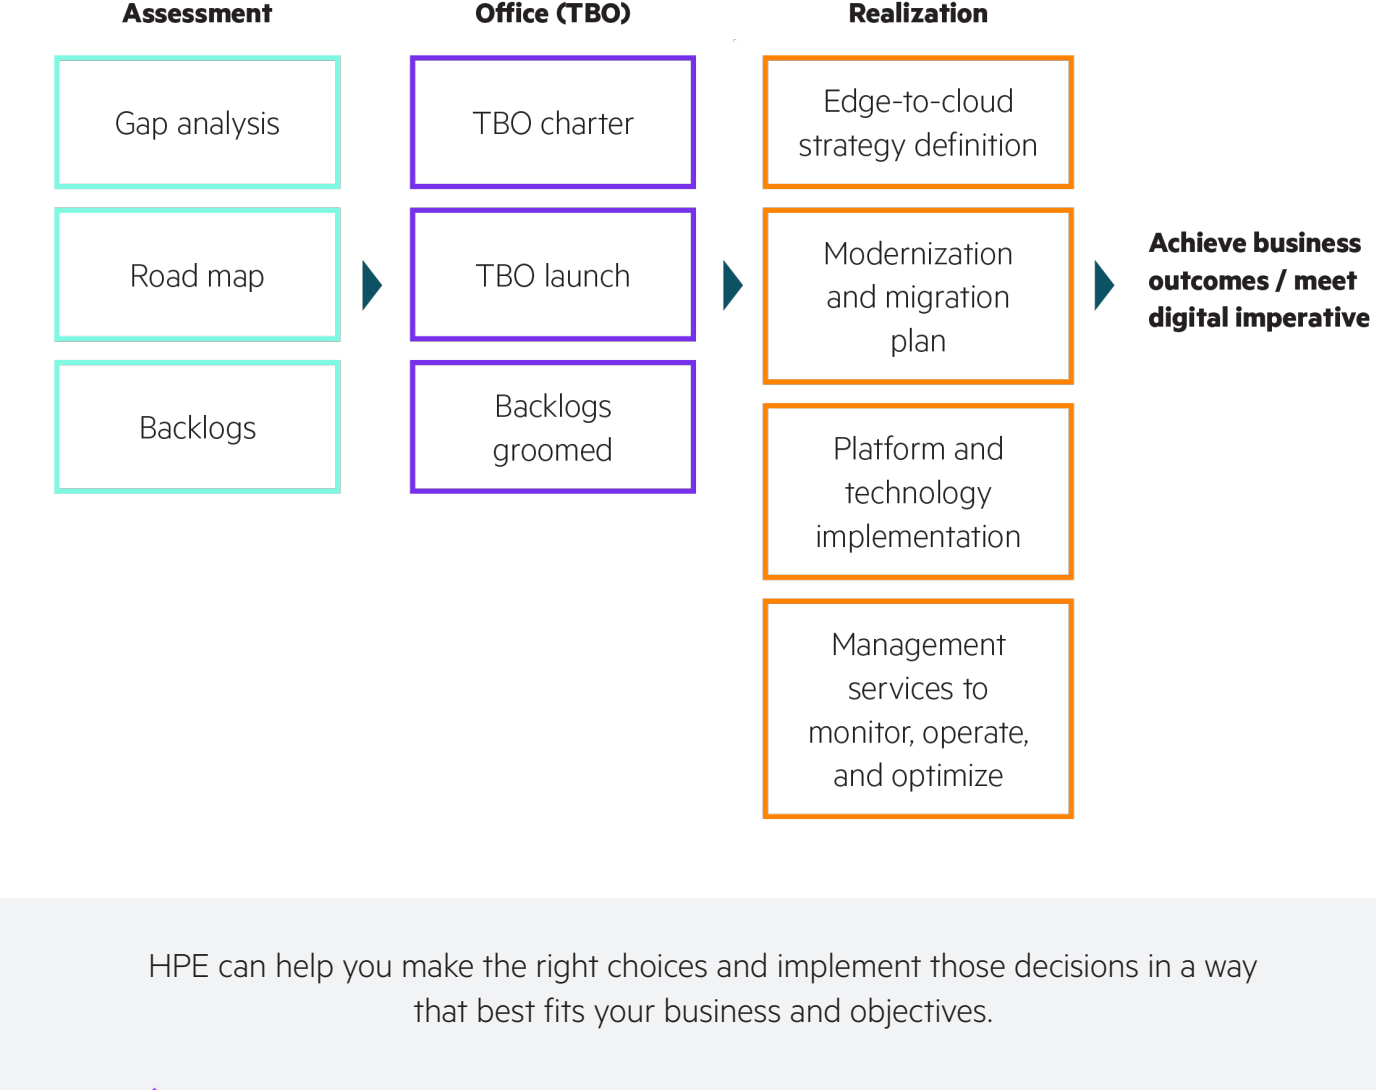 Assessment
Office (TBO)
Realization
Gap analysis
Road map
Backlogs
TBO charter
TBO launch
Backlogs
groomed
Edge-to-cloud
strategy definition
Modernization
and migration
plan
Platform and
technology
implementation
Management
services to
monitor, operate,
and optimize
Achieve business
outcomes / meet
digital imperative
HPE can help you make the right choices and implement those decisions in a way
that best fits your business and objectives.